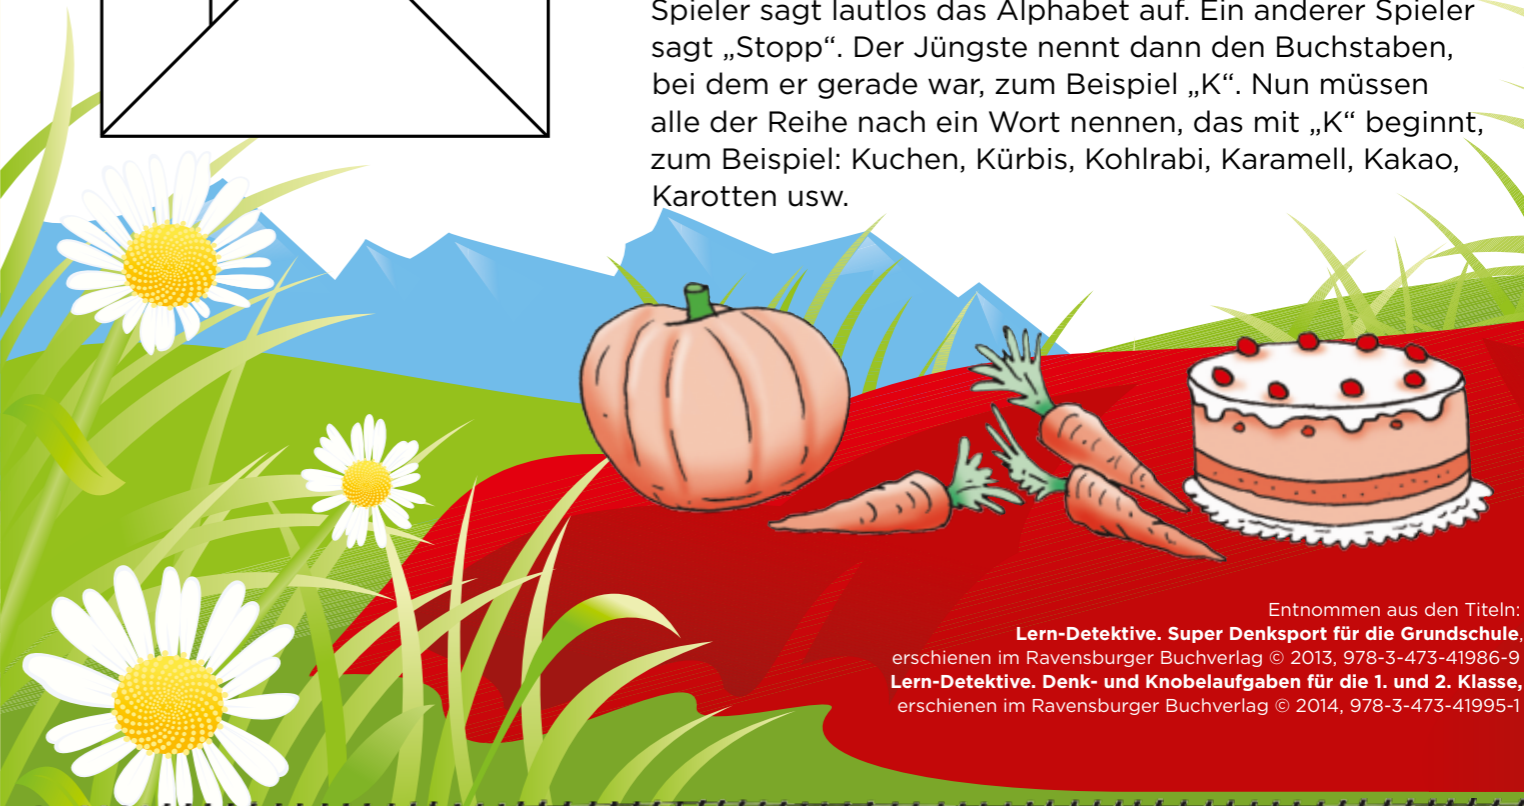 Spieler sagt lautlos das Alphabet auf. Ein anderer Spieler
sagt „Stopp“. Der Jüngste nennt dann den Buchstaben,
bei dem er gerade war, zum Beispiel „K“. Nun müssen
alle der Reihe nach ein Wort nennen, das mit „K“ beginnt,
zum Beispiel: Kuchen, Kürbis, Kohlrabi, Karamell, Kakao,
Karotten usw.
Entnommen aus den Titeln:
Lern-Detektive. Super Denksport für die Grundschule,
erschienen im Ravensburger Buchverlag © 2013, 978-3-473-41986-9
Lern-Detektive. Denk- und Knobelaufgaben für die 1. und 2. Klasse,
erschienen im Ravensburger Buchverlag © 2014, 978-3-473-41995-1